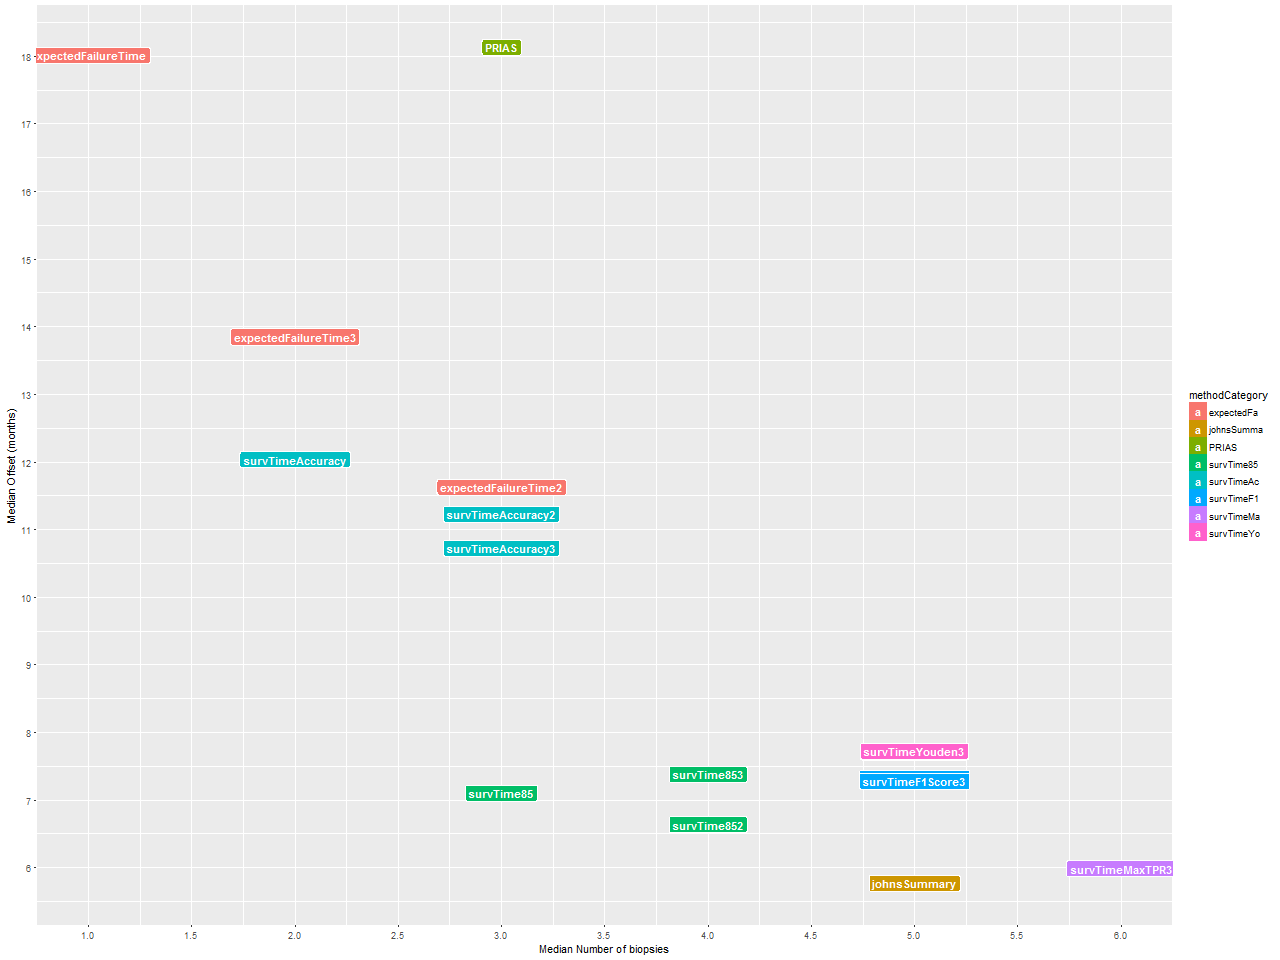 PRIAS
xpectedFailureTime
expectedFailureTime3
survTimeAccuracy
expectedFailureTime2
survTimeAccuracy2
survTimeAccuracy3
survTimeYouden3
survTime853
survTimeF1Score3
survTime85
survTime852
survTimeMaxTPR3
johnsSummary
18
17
16
15
14
13
12
11
10
9
8
7
6
Median Offset (months)
1.0 1.5 2.0 2.5 3.0 3.5 4.0 4.5 5.0 5.5 6.0
Median Number of biopsies
methodCategory
a expectedFa
a johnsSumma
a PRIAS
a survTime85
a survTimeAc
a survTimeF1
a survTimeMa
a survTimeYo